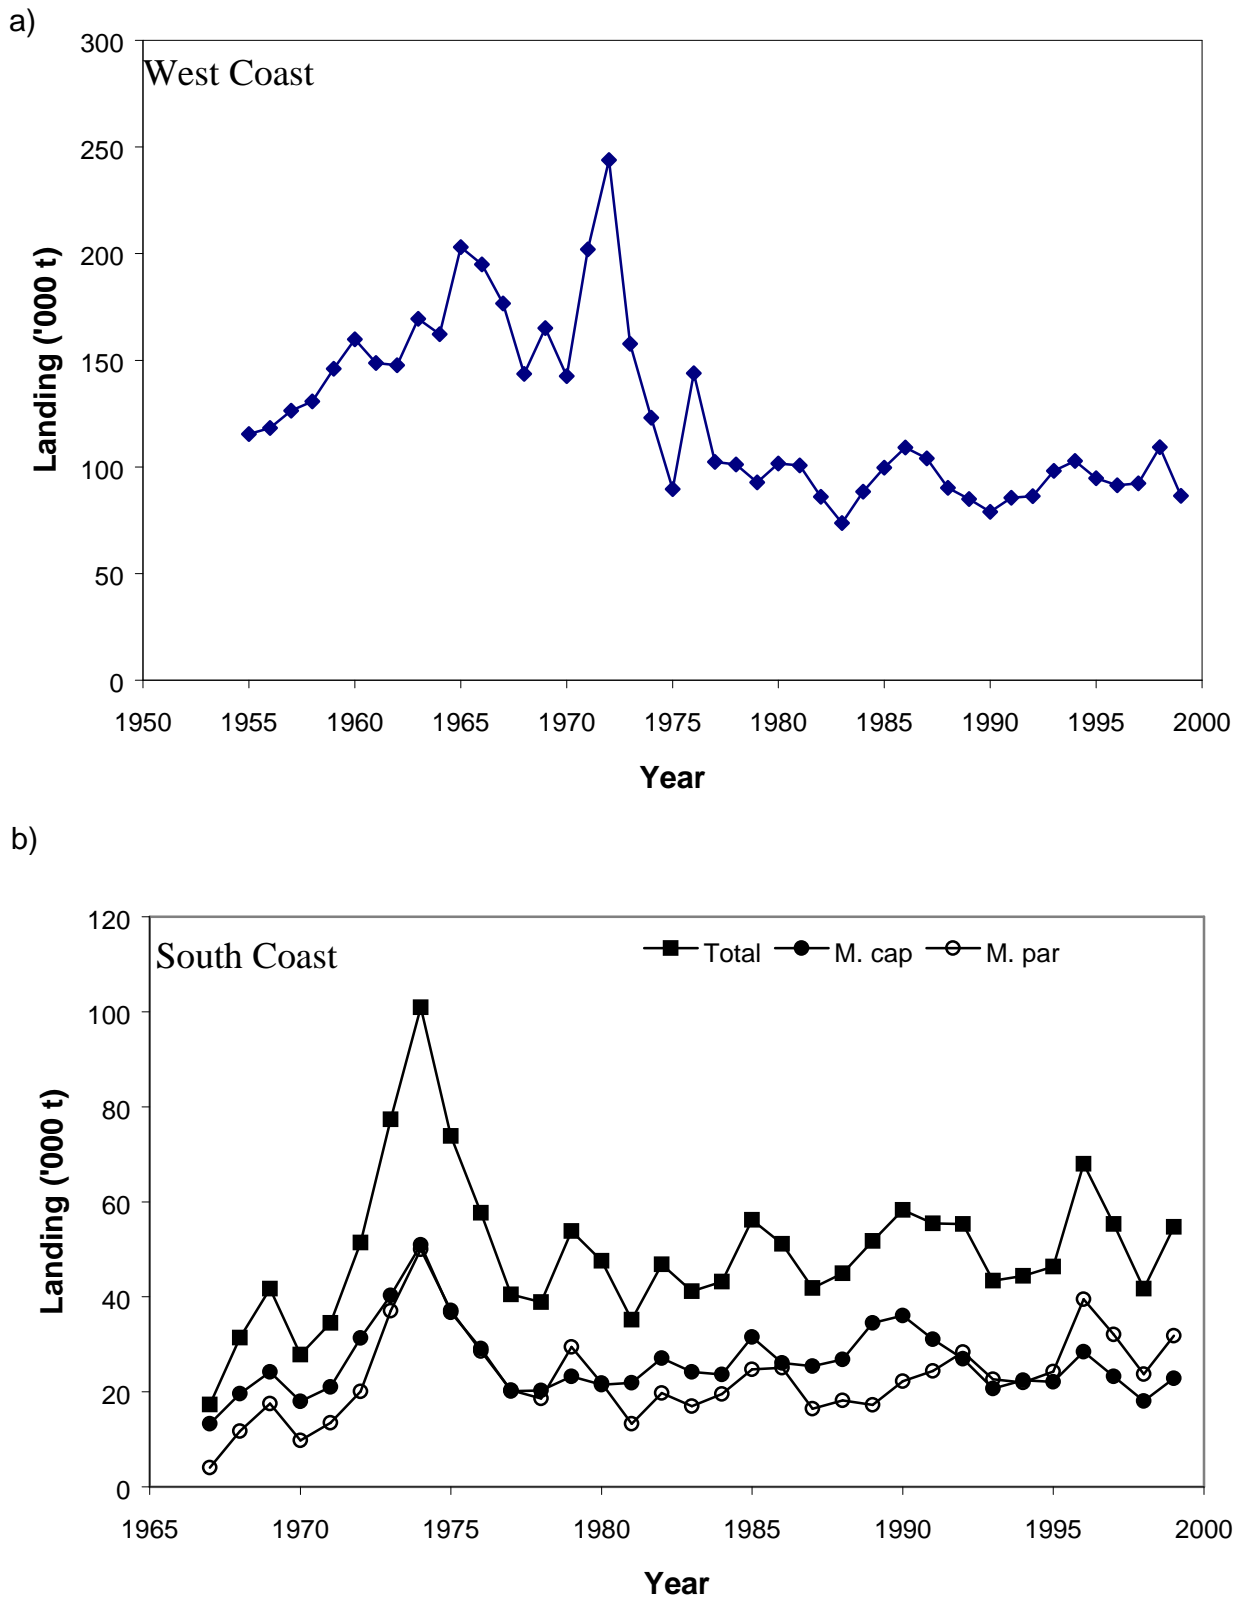 a)
300
West Coast
250
200
150
100
50
0
Landing ('000 t)
1950 1955 1960 1965 1970 1975 1980 1985 1990 1995 2000
Year
b)
120
South Coast
Total M. cap M. par
100
80
60
40
20
0
Landing ('000 t)
1965 1970 1975 1980 1985 1990 1995 2000
Year